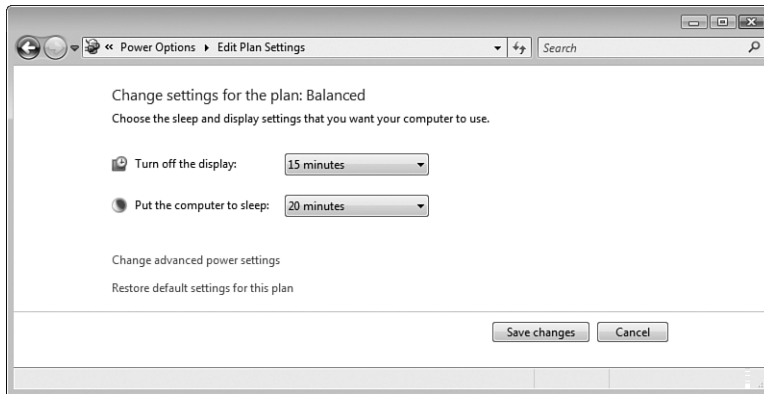 « Power Options ▸ Edit Plan Settings Search
Change settings for the plan: Balanced
Choose the sleep and display settings that you want your computer to use.
Turn off the display: 15 minutes
Put the computer to sleep: 20 minutes
Change advanced power settings
Restore default settings for this plan
Save changes Cancel